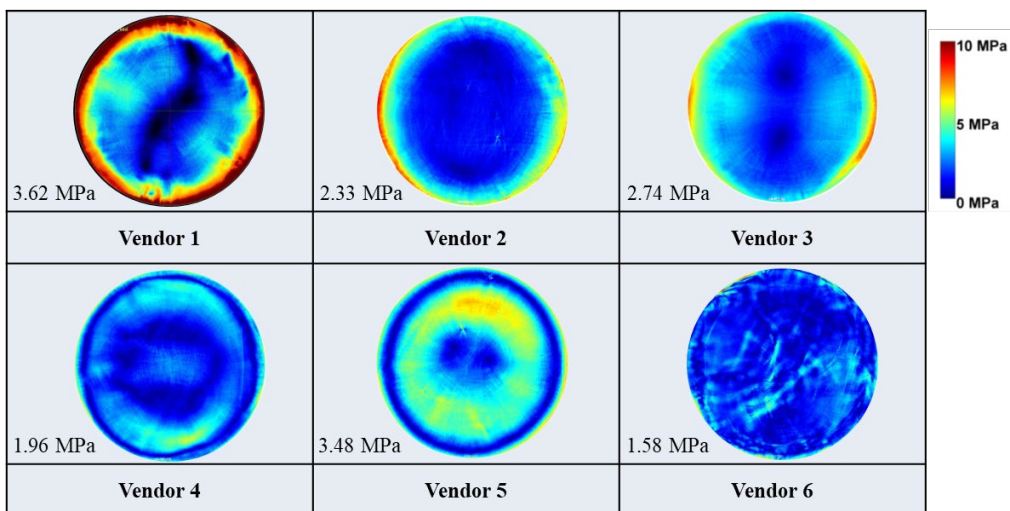 10 MPa
5 MPa
0 MPa
3.62 MPa
2.33 MPa
2.74 MPa
Vendor 1
Vendor 2
Vendor 3
1.96 MPa
3.48 MPa
1.58 MPa
Vendor 4
Vendor 5
Vendor 6